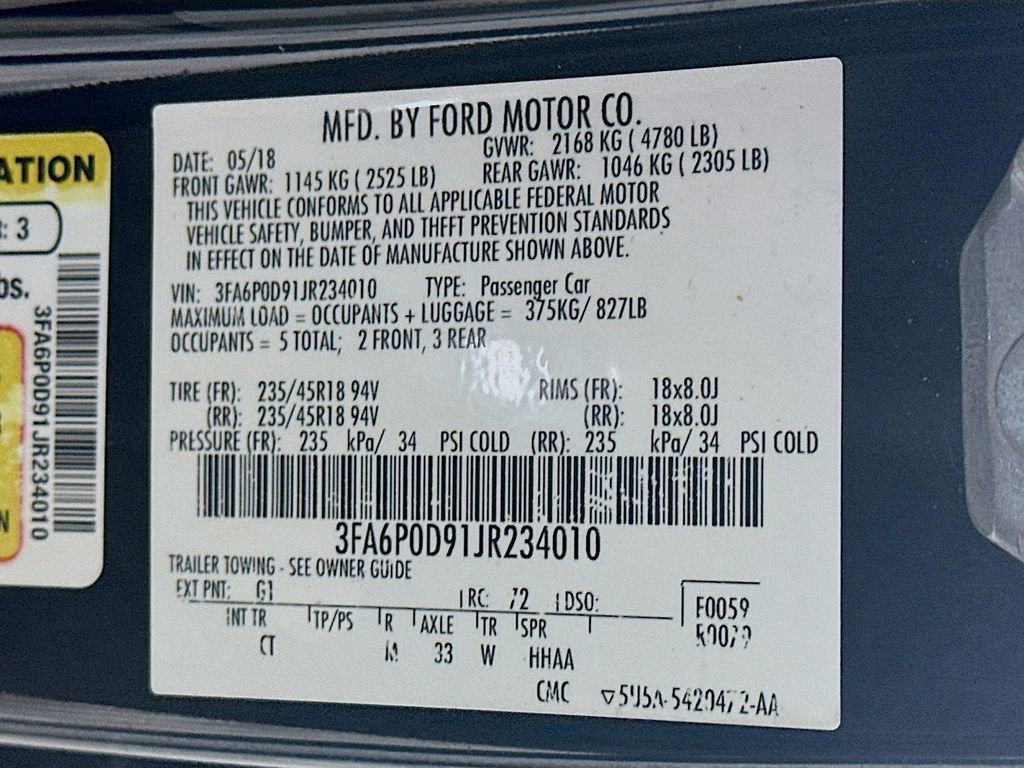 MFD. BY FORD MOTOR CO.
DATE: 05/18 GVWR: 2168 KG ( 4780 LB)
FRONT GAWR: 1145 KG ( 2525 LB) REAR GAWR: 1046 KG ( 2305 LB)
THIS VEHICLE CONFORMS TO ALL APPLICABLE FEDERAL MOTOR
VEHICLE SAFETY, BUMPER, AND THEFT PREVENTION STANDARDS
IN EFFECT ON THE DATE OF MANUFACTURE SHOWN ABOVE.
VIN: 3FA6P0D91JR234010 TYPE: Passenger Car
MAXIMUM LOAD = OCCUPANTS + LUGGAGE = 375KG/ 827LB
OCCUPANTS = 5 TOTAL; 2 FRONT, 3 REAR
TIRE (FR): 235/45R18 94V RIMS (FR): 18x8.0J
(RR): 235/45R18 94V (RR): 18x8.0J
PRESSURE (FR): 235 kPa/ 34 PSI COLD (RR): 235 kPa/ 34 PSI COLD
3FA6P0D91JR234010
TRAILER TOWING - SEE OWNER GUIDE
EXT PNT: G1 RC: 72 DSO: F0059
INT TR TP/PS R AXLE TR SPR
CT M 33 W HHAA
CMC
ATION
: 3
bs.
3FA6P0D91JR234010
N